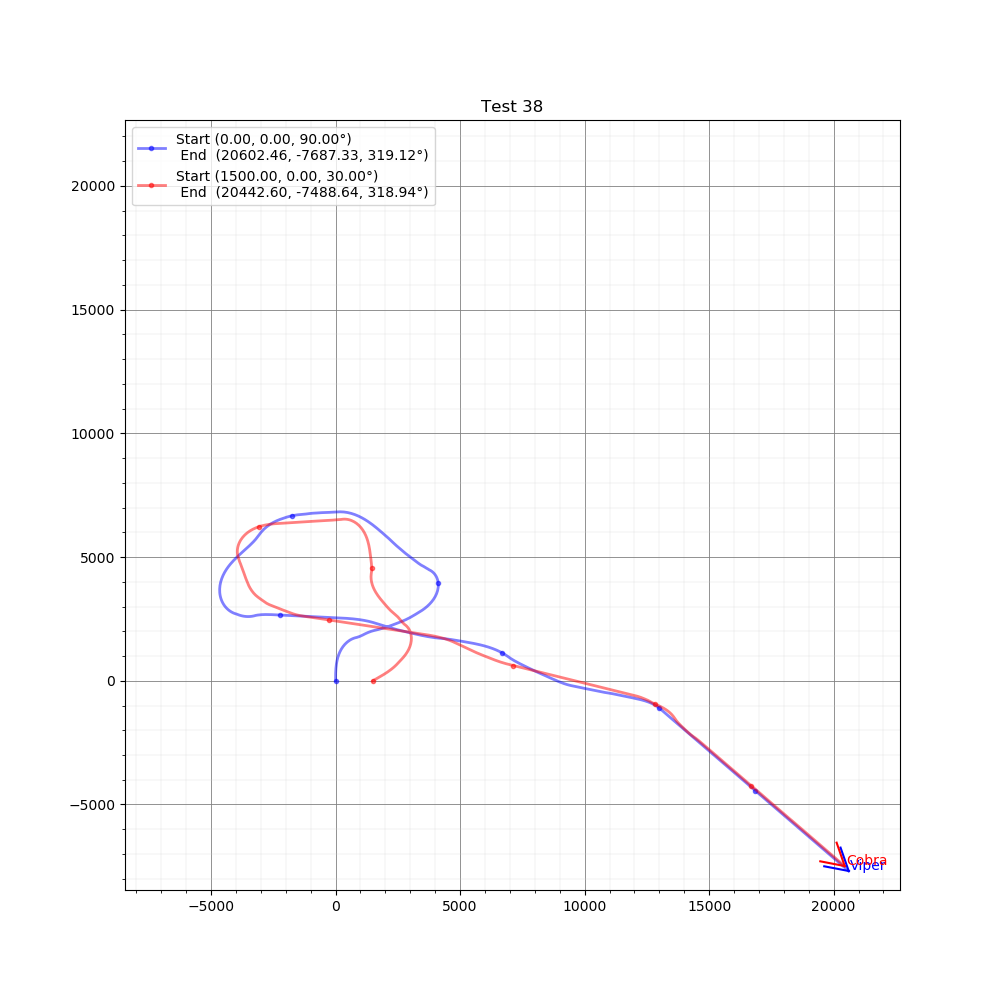 Test 38
Start (0.00, 0.00, 90.00°)
End  (20602.46, -7687.33, 319.12°)
Start (1500.00, 0.00, 30.00°)
End  (20442.60, -7488.64, 318.94°)
20000
15000
10000
5000
0
−5000
Cobra
Viper
−5000 0 5000 10000 15000 20000